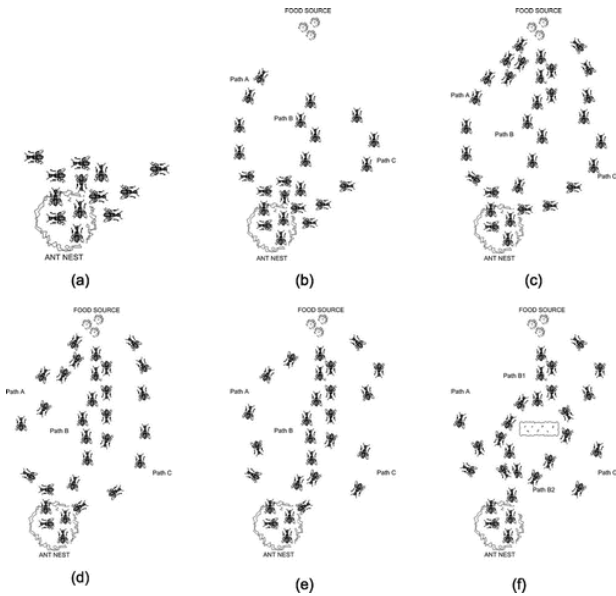 FOOD SOURCE
FOOD SOURCE
Path A
Path A
Path B
Path B
Path C
Path C
ANT NEST
ANT NEST
ANT NEST
(a)
(b)
(c)
FOOD SOURCE
FOOD SOURCE
FOOD SOURCE
Path B1
Path A
Path A
Path A
Path B
Path B
Path C
Path C
Path C
Path B2
ANT NEST
ANT NEST
ANT NEST
(d)
(e)
(f)